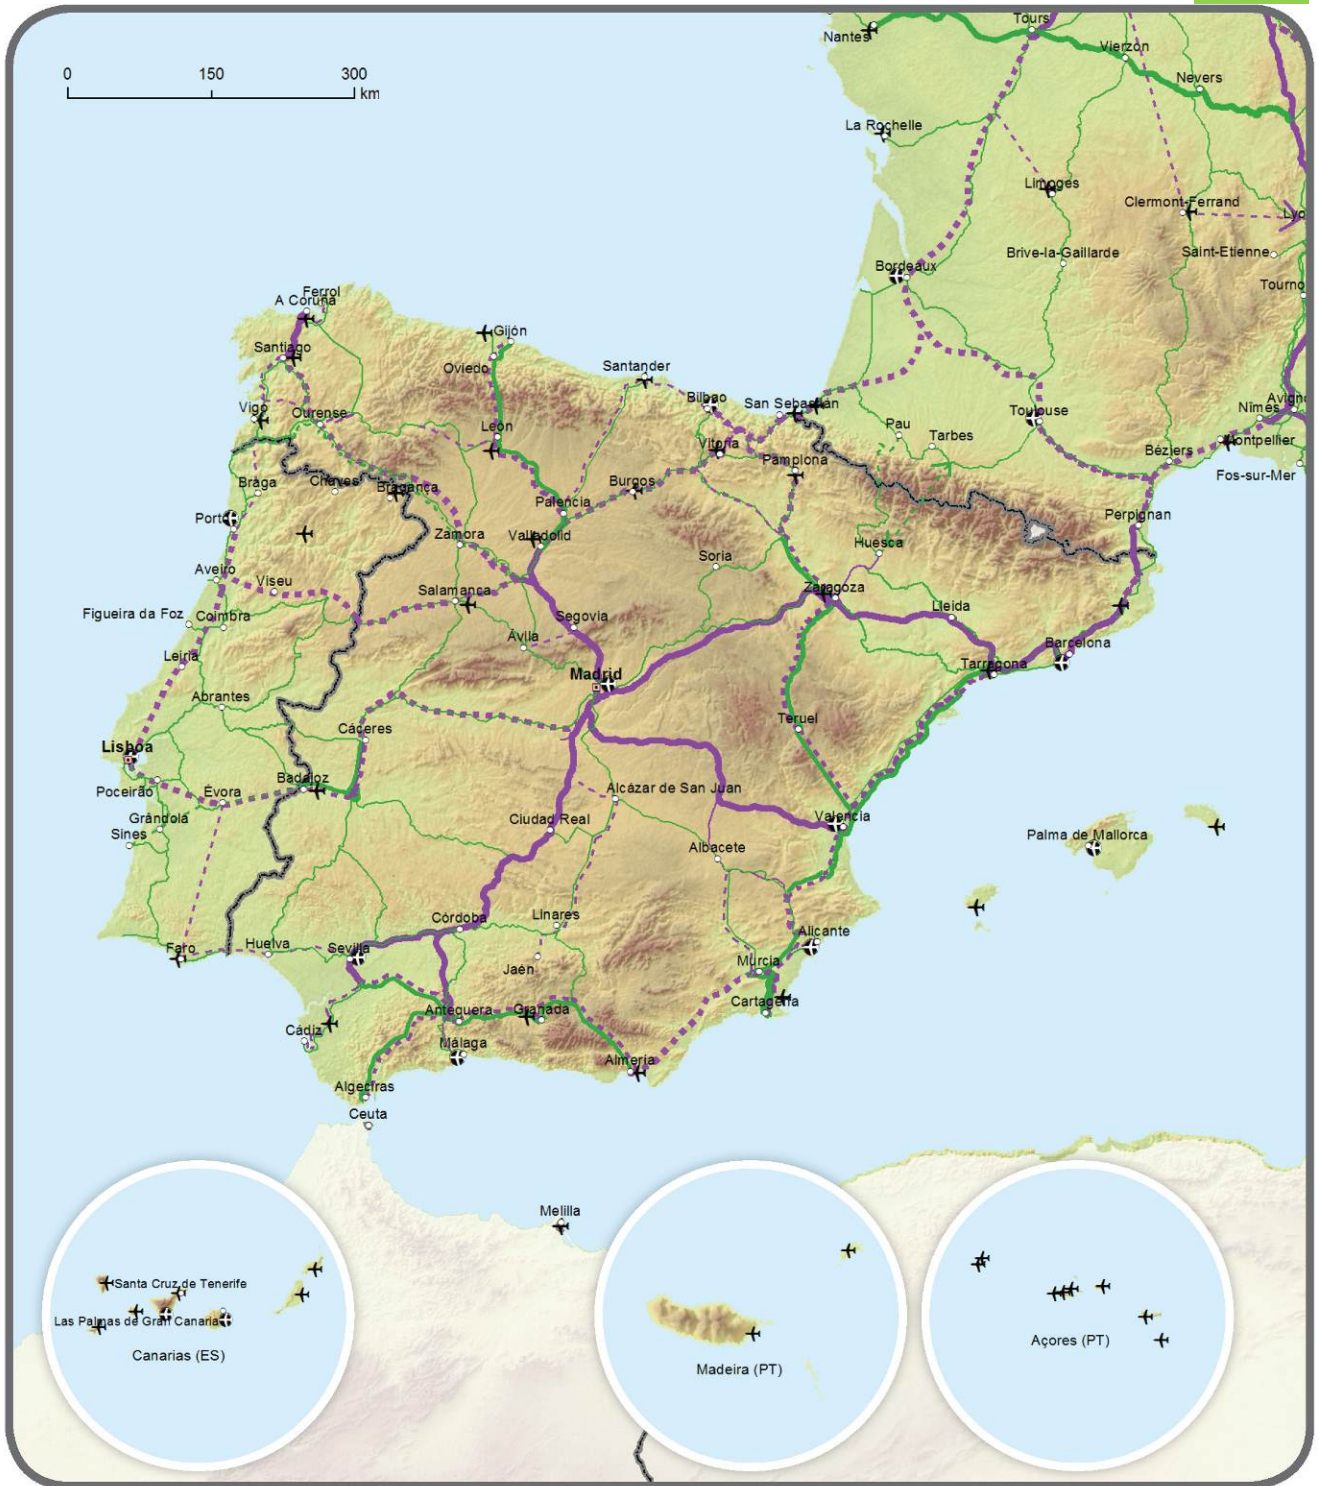 0 150 300
km
Nantes
Tours
Vierzon
Nevers
La Rochelle
Limoges
Clermont-Ferrand
Lyo
Brive-la-Gaillarde
Saint-Etienne
Bordeaux
Tourno
Ferrol
A Coruña
Santiago
Gijón
Oviedo
Santander
Bilbao
San Sebastián
Vigo
Ourense
León
Vitoria
Pamplona
Pau
Tarbes
Toulouse
Nîmes
Avigno
Montpellier
Béziers
Fos-sur-Mer
Braga
Chaves
Bragança
Burgos
Palencia
Perpignan
Porto
Zamora
Valladolid
Soria
Huesca
Aveiro
Viseu
Salamanca
Zaragoza
Lleida
Figueira da Foz
Coimbra
Segovia
Ávila
Barcelona
Leiria
Madrid
Tarragona
Abrantes
Cáceres
Teruel
Lisboa
Poceirão
Évora
Badajoz
Alcázar de San Juan
Grândola
Sines
Ciudad Real
Valencia
Albacete
Palma de Mallorca
Córdoba
Linares
Faro
Huelva
Sevilla
Alicante
Jaén
Murcia
Cartagena
Antequera
Granada
Cádiz
Málaga
Almería
Algeciras
Ceuta
Melilla
Santa Cruz de Tenerife
Las Palmas de Gran Canaria
Canarias (ES)
Madeira (PT)
Açores (PT)